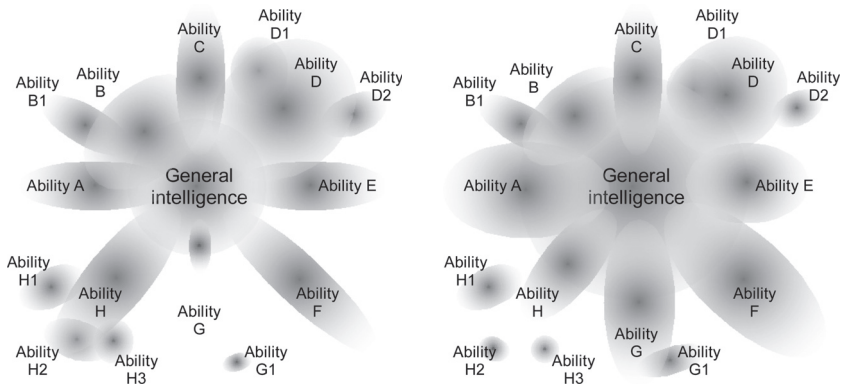 Ability
C
Ability
D1
Ability
B
Ability
D
Ability
B1
Ability
D2
General
intelligence
Ability A
Ability E
Ability
H1
Ability
H
Ability
G
Ability
F
Ability
H2
Ability
H3
Ability
G1
Ability
C
Ability
D1
Ability
B
Ability
D
Ability
B1
Ability
D2
General
intelligence
Ability A
Ability E
Ability
H1
Ability
H
Ability
G
Ability
F
Ability
H2
Ability
H3
Ability
G1